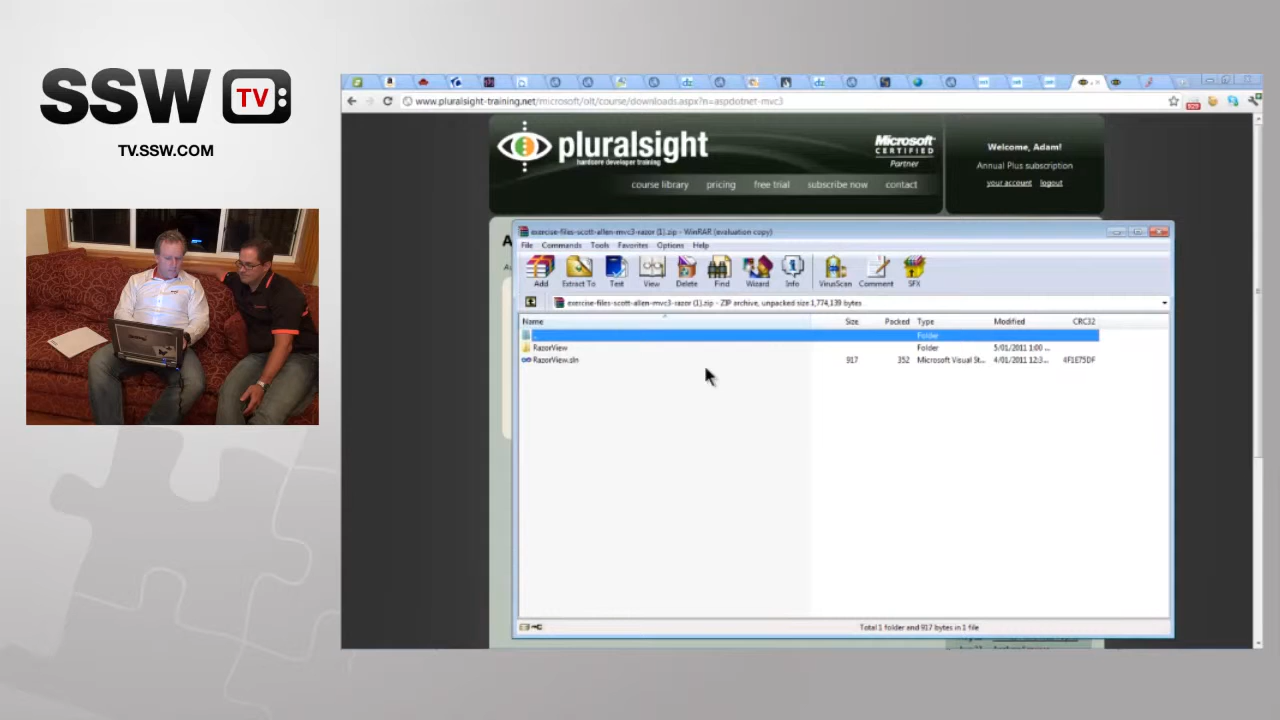 SSW TV:
TV.SSW.COM
www.pluralsight-training.net/microsoft/olt/course/downloads.aspx?n=aspdotnet-mvc3
pluralsight
hardcore developer training
Microsoft
CERTIFIED
Partner
course library pricing free trial subscribe now contact
Welcome, Adam!
Annual Plus subscription
your account logout
A
exercise-files-scott-allen-mvc3-razor (1).zip - WinRAR (evaluation copy)
File Commands Tools Favorites Options Help
Add Extract To Test View Delete Find Wizard Info VirusScan Comment SFX
exercise-files-scott-allen-mvc3-razor (1).zip - ZIP archive, unpacked size 1,774,139 bytes
Name Size Packed Type Modified CRC32
.. Folder
RazorView Folder 5/01/2011 1:00 ...
RazorView.sln 917 352 Microsoft Visual St... 4/01/2011 12:3... 4F1E75DF
Total 1 folder and 917 bytes in 1 file